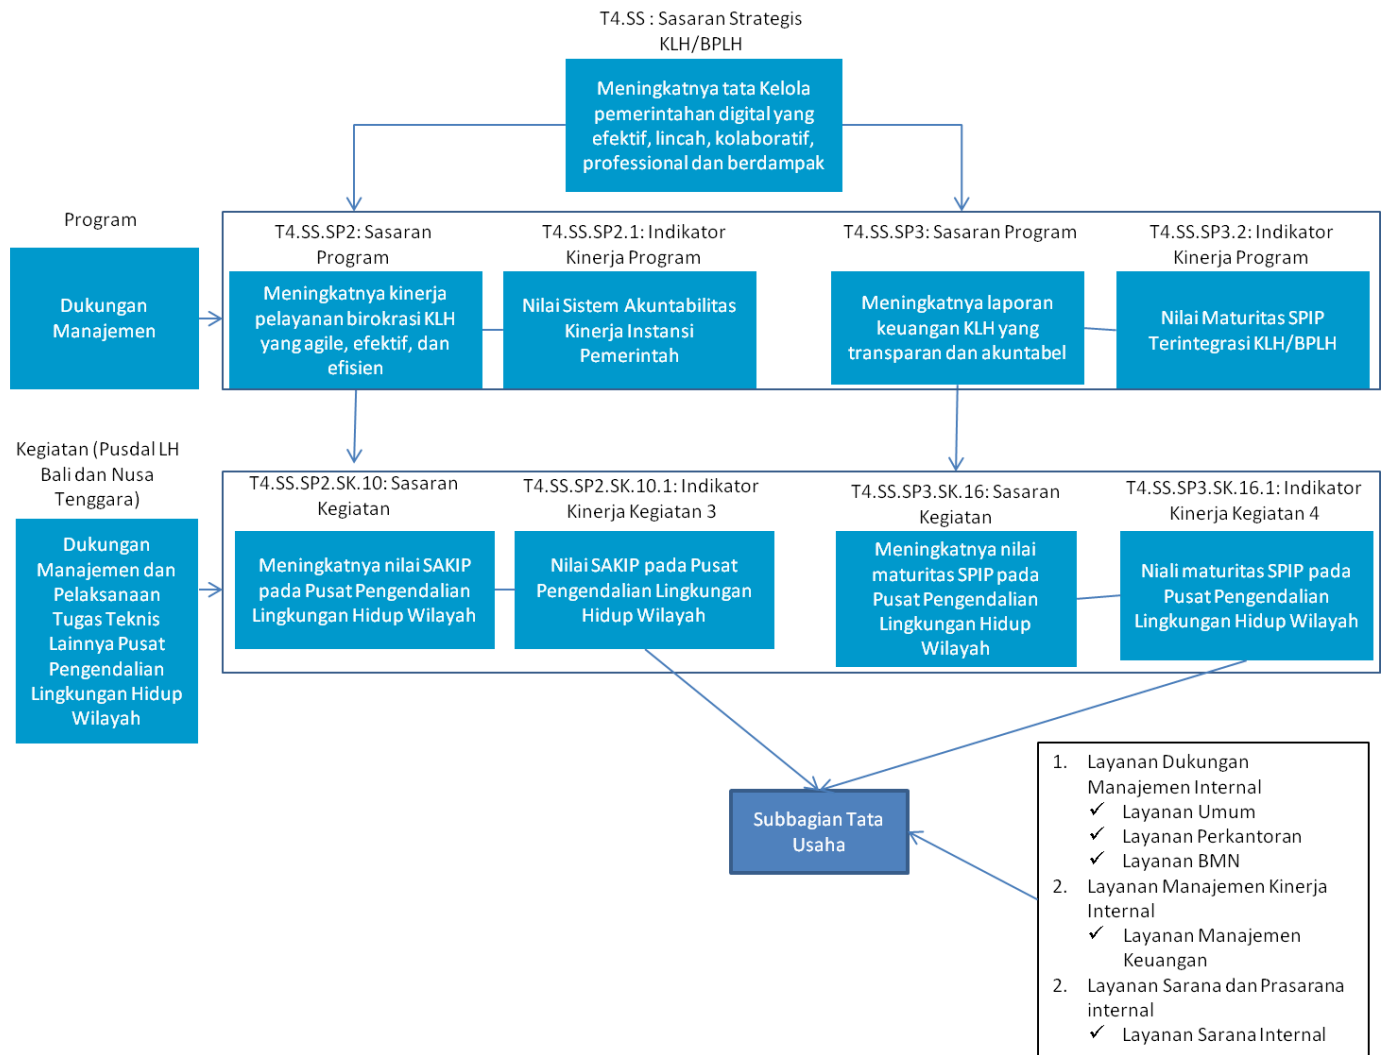 T4.SS : Sasaran Strategis
KLH/BPLH
Meningkatnya tata Kelola
pemerintahan digital yang
efektif, lincah, kolaboratif,
professional dan berdampak
Program
Dukungan
Manajemen
T4.SS.SP2: Sasaran
Program
Meningkatnya kinerja
pelayanan birokrasi KLH
yang agile, efektif, dan
efisien
T4.SS.SP2.1: Indikator
Kinerja Program
Nilai Sistem Akuntabilitas
Kinerja Instansi
Pemerintah
T4.SS.SP3: Sasaran Program
Meningkatnya laporan
keuangan KLH yang
transparan dan akuntabel
T4.SS.SP3.2: Indikator
Kinerja Program
Nilai Maturitas SPIP
Terintegrasi KLH/BPLH
Kegiatan (Pusdal LH
Bali dan Nusa
Tenggara)
Dukungan
Manajemen dan
Pelaksanaan
Tugas Teknis
Lainnya Pusat
Pengendalian
Lingkungan Hidup
Wilayah
T4.SS.SP2.SK.10: Sasaran
Kegiatan
Meningkatnya nilai SAKIP
pada Pusat Pengendalian
Lingkungan Hidup Wilayah
T4.SS.SP2.SK.10.1: Indikator
Kinerja Kegiatan 3
Nilai SAKIP pada Pusat
Pengendalian Lingkungan
Hidup Wilayah
T4.SS.SP3.SK.16: Sasaran
Kegiatan
Meningkatnya nilai
maturitas SPIP pada
Pusat Pengendalian
Lingkungan Hidup
Wilayah
T4.SS.SP3.SK.16.1: Indikator
Kinerja Kegiatan 4
Niali maturitas SPIP pada
Pusat Pengendalian
Lingkungan Hidup Wilayah
Subbagian Tata
Usaha
1. Layanan Dukungan
Manajemen Internal
✓ Layanan Umum
✓ Layanan Perkantoran
✓ Layanan BMN
2. Layanan Manajemen Kinerja
Internal
✓ Layanan Manajemen
Keuangan
2. Layanan Sarana dan Prasarana
internal
✓ Layanan Sarana Internal